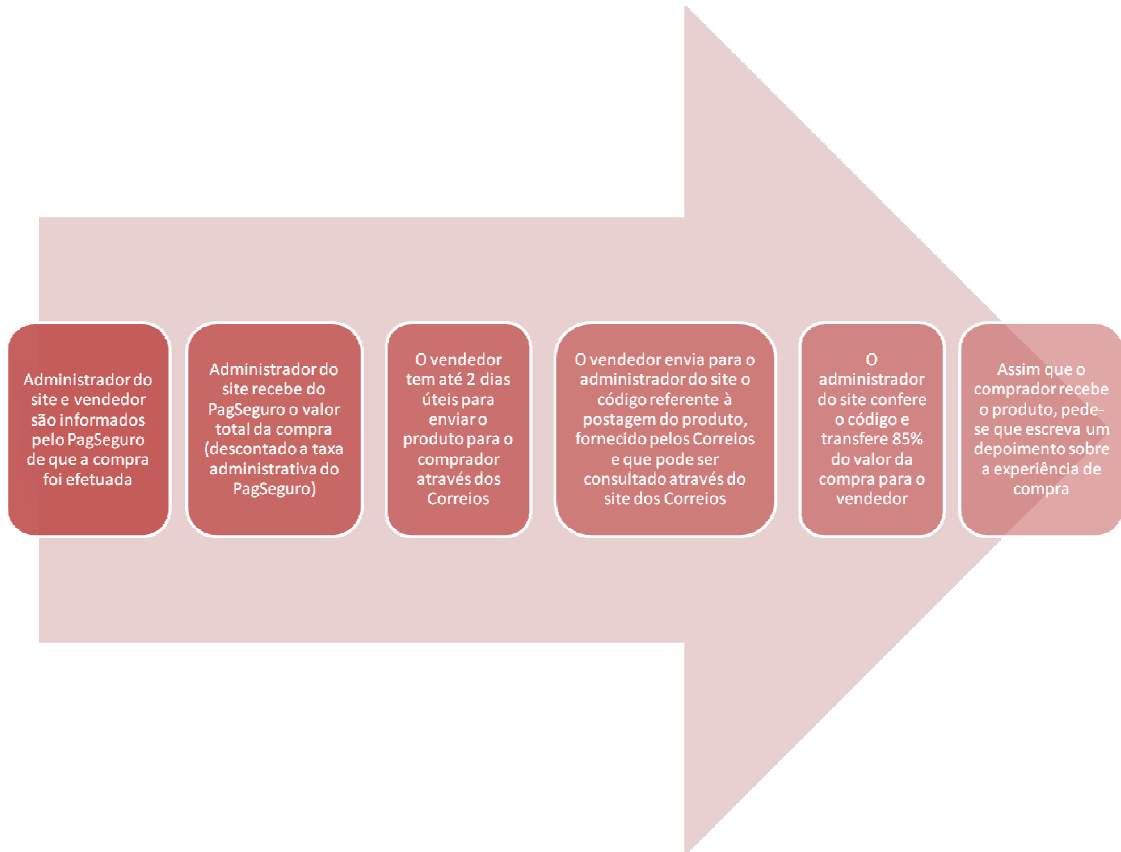 Administrador do
site e vendedor
são informados
pelo PagSeguro
de que a compra
foi efetuada
Administrador do
site recebe do
PagSeguro o valor
total da compra
(descontado a taxa
administrativa do
PagSeguro)
O vendedor
tem até 2 dias
úteis para
enviar o
produto para o
comprador
através dos
Correios
O vendedor envia para o
administrador do site o
código referente à
postagem do produto,
fornecido pelos Correios
e que pode ser
consultado através do
site dos Correios
O
administrador
do site confere
o código e
transfere 85%
do valor da
compra para o
vendedor
Assim que o
comprador recebe
o produto, pede-
se que escreva um
depoimento sobre
a experiência de
compra